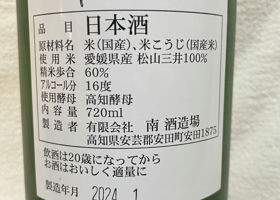 品目 日本酒
原材料名 米(国産)、米こうじ(国産米)
使用米 愛媛県産 松山三井100%
精米歩合 60%
アルコール分 16度
使用酵母 高知酵母
内容量 720ml
製造者 有限会社 南 酒造場
高知県安芸郡安田町安田1875
飲酒は20歳になってから
お酒はおいしく適量に
製造年月 2024. 1